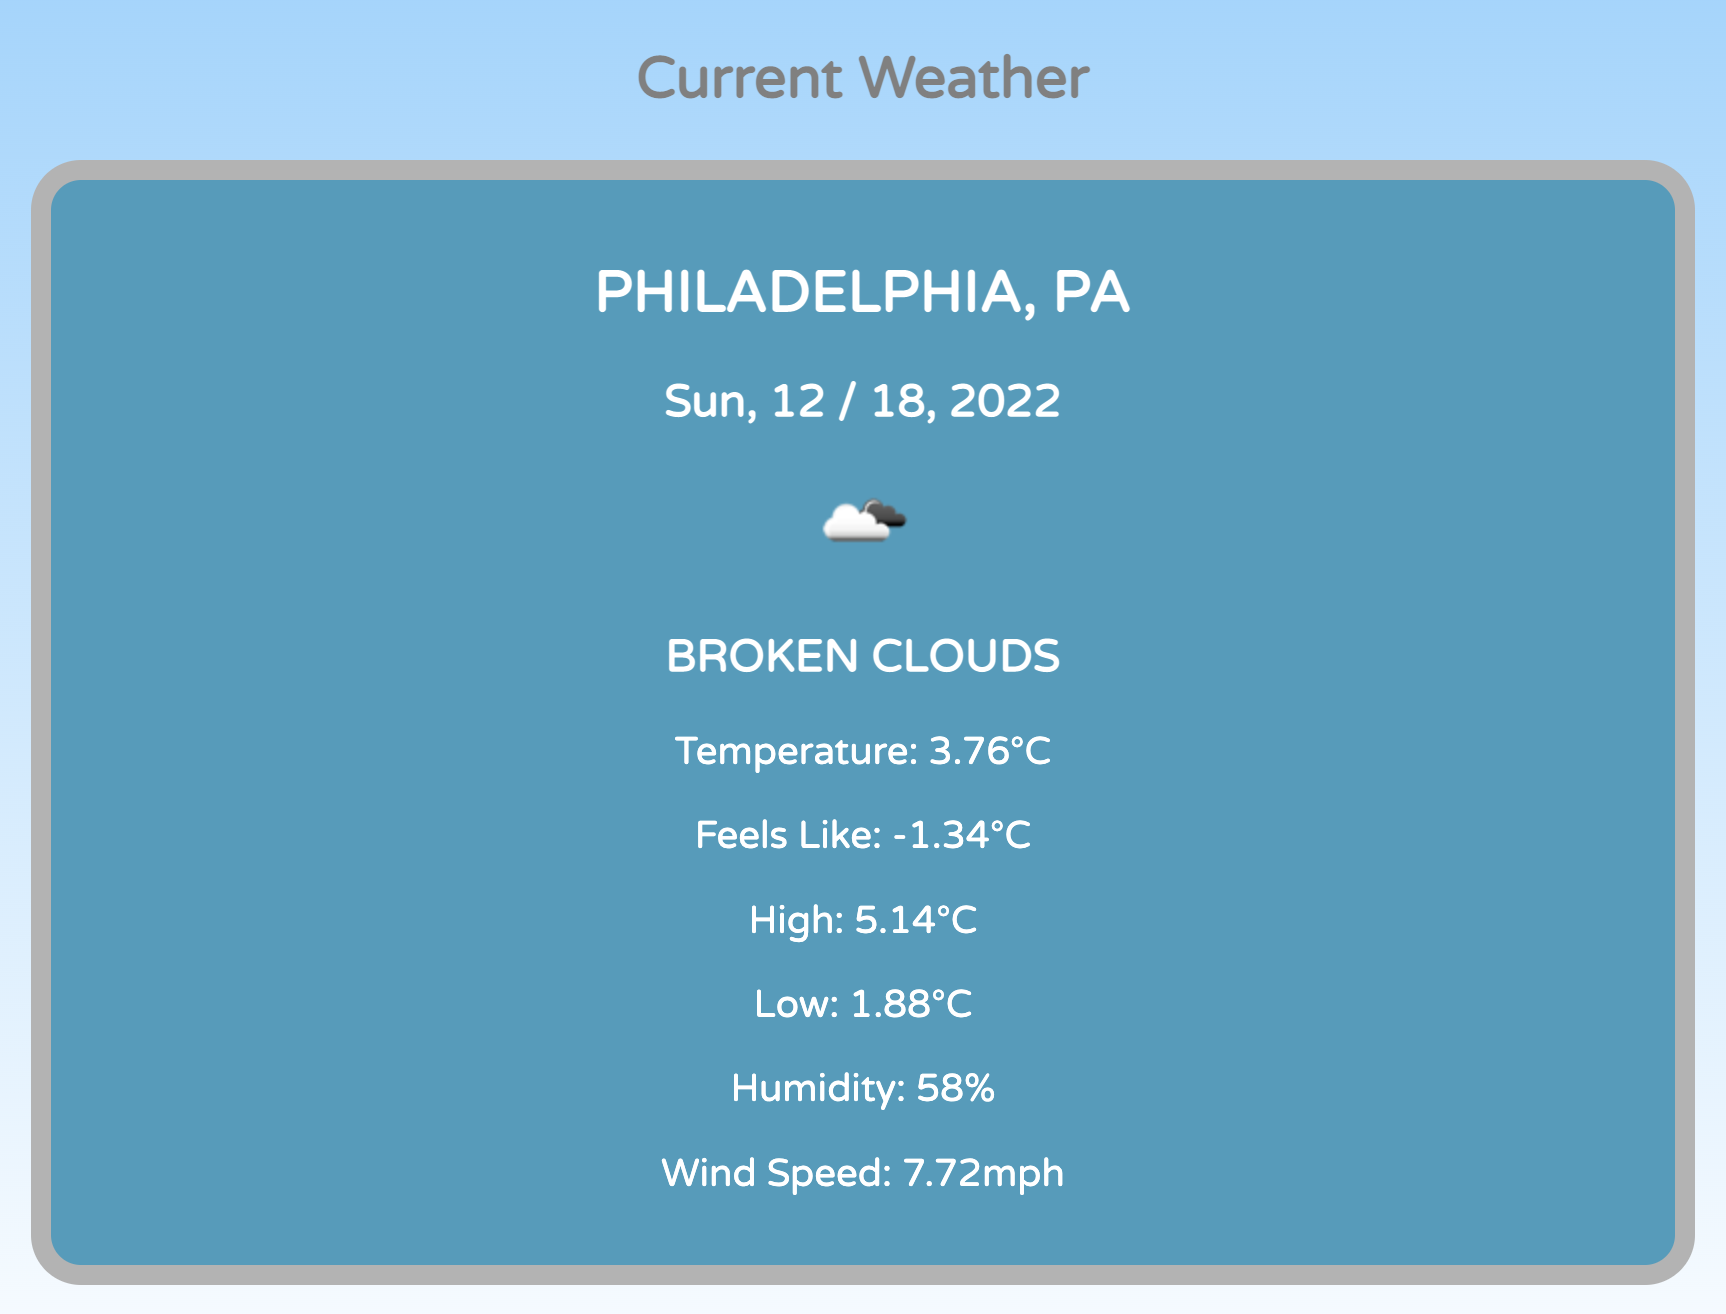 Current Weather
PHILADELPHIA, PA
Sun, 12 / 18, 2022
BROKEN CLOUDS
Temperature: 3.76°C
Feels Like: -1.34°C
High: 5.14°C
Low: 1.88°C
Humidity: 58%
Wind Speed: 7.72mph